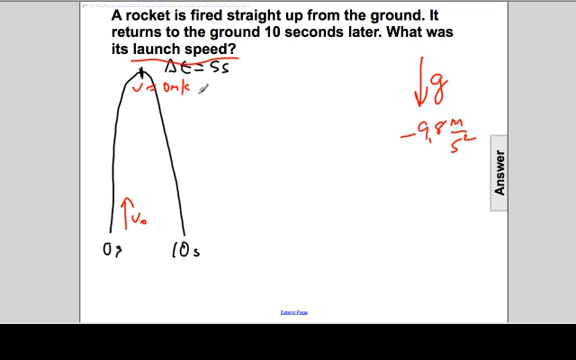 A rocket is fired straight up from the ground. It
returns to the ground 10 seconds later. What was
its launch speed?
Δt = 5s
v = 0 m/s
g
-9,8 m/s²
v₀
0s
10s
Answer
Extend Page